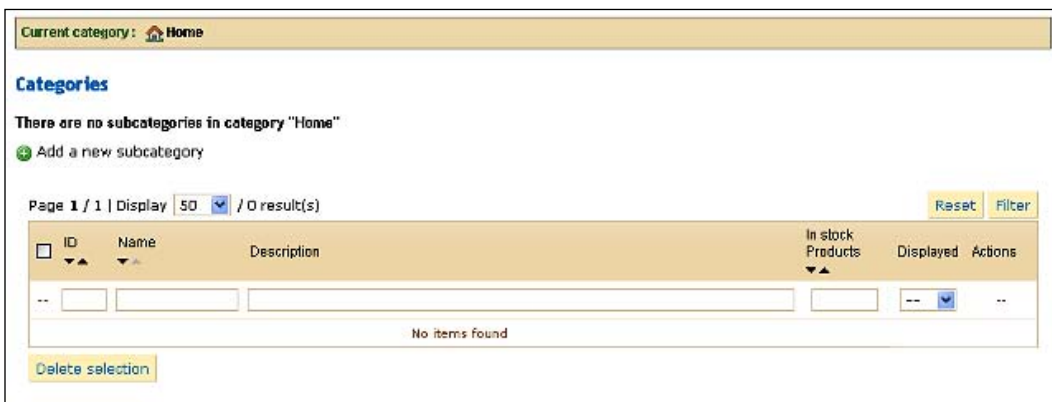 Current category : Home
Categories
There are no subcategories in category "Home"
Add a new subcategory
Page 1 / 1 | Display 50 / 0 result(s)
Reset Filter
ID Name Description In stock Products Displayed Actions
-- -- --
No items found
Delete selection